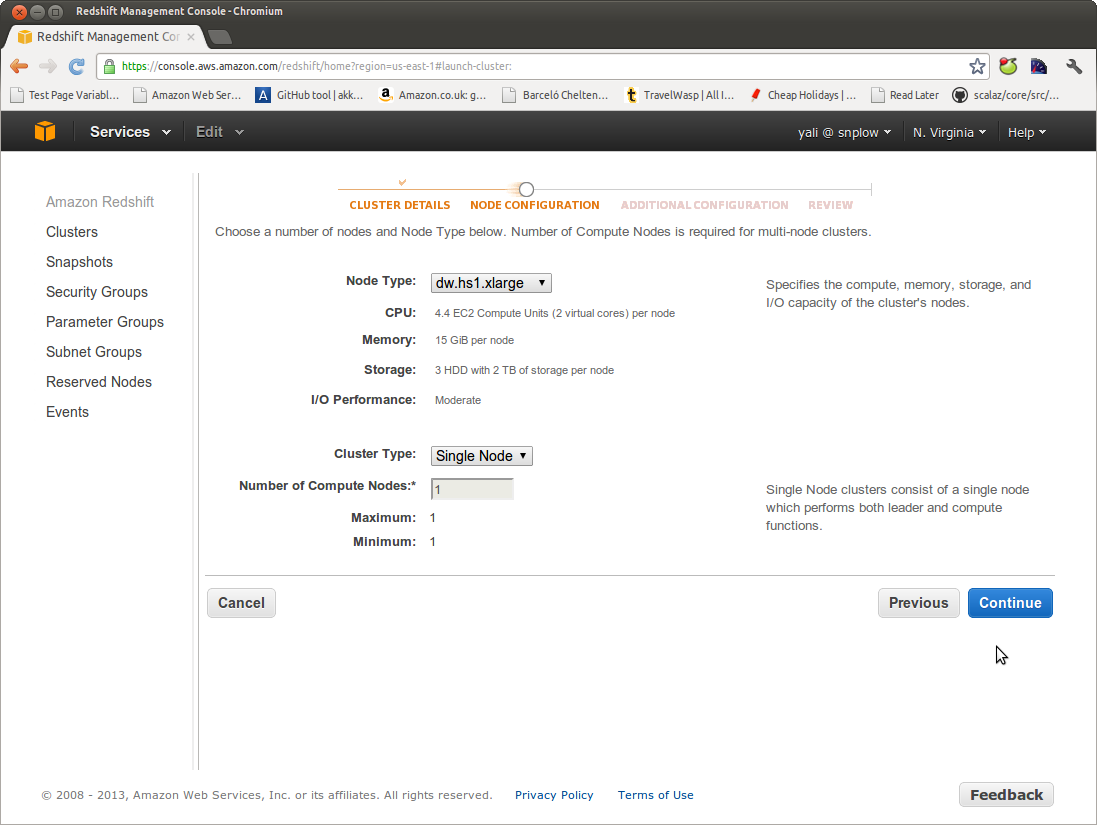 Redshift Management Console - Chromium
Redshift Management Con
https://console.aws.amazon.com/redshift/home?region=us-east-1#launch-cluster:
Test Page Variabl... Amazon Web Ser... GitHub tool | akk... Amazon.co.uk: g... Barceló Chelten... TravelWasp | All I... Cheap Holidays | ... Read Later scalaz/core/src/...
Services Edit yali @ snplow N. Virginia Help
Amazon Redshift
Clusters
Snapshots
Security Groups
Parameter Groups
Subnet Groups
Reserved Nodes
Events
CLUSTER DETAILS NODE CONFIGURATION ADDITIONAL CONFIGURATION REVIEW
Choose a number of nodes and Node Type below. Number of Compute Nodes is required for multi-node clusters.
Node Type: dw.hs1.xlarge
Specifies the compute, memory, storage, and
I/O capacity of the cluster's nodes.
CPU: 4.4 EC2 Compute Units (2 virtual cores) per node
Memory: 15 GiB per node
Storage: 3 HDD with 2 TB of storage per node
I/O Performance: Moderate
Cluster Type: Single Node
Number of Compute Nodes:* 1
Single Node clusters consist of a single node
which performs both leader and compute
functions.
Maximum: 1
Minimum: 1
Cancel Previous Continue
© 2008 - 2013, Amazon Web Services, Inc. or its affiliates. All rights reserved. Privacy Policy Terms of Use Feedback